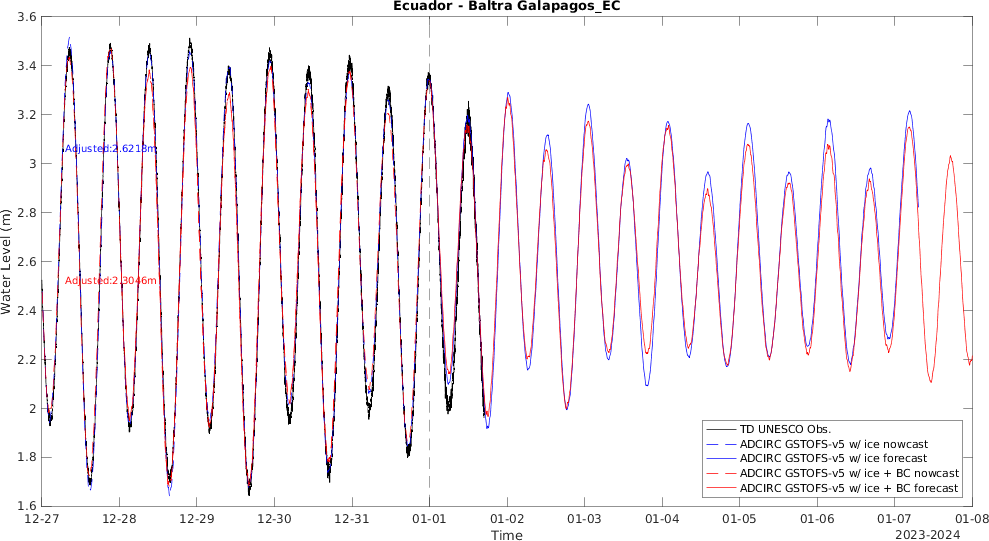 Ecuador - Baltra Galapagos_EC
3.6
3.4
3.2
3
2.8
2.6
2.4
2.2
2
1.8
1.6
Water Level (m)
Adjusted:2.6213m
Adjusted:2.3046m
TD UNESCO Obs.
ADCIRC GSTOFS-v5 w/ ice nowcast
ADCIRC GSTOFS-v5 w/ ice forecast
ADCIRC GSTOFS-v5 w/ ice + BC nowcast
ADCIRC GSTOFS-v5 w/ ice + BC forecast
12-27 12-28 12-29 12-30 12-31 01-01 01-02 01-03 01-04 01-05 01-06 01-07 01-08
Time
2023-2024